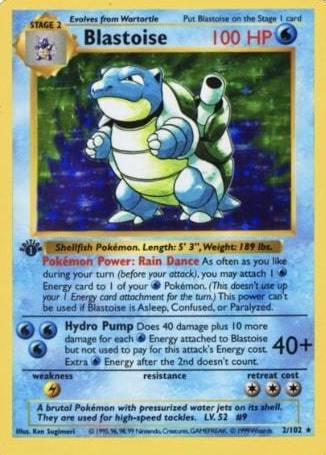 STAGE 2
Evolves from Wartortle
Put Blastoise on the Stage 1 card
Blastoise
100 HP
EDITION
1
Shellfish Pokémon. Length: 5' 3", Weight: 189 lbs.
Pokémon Power: Rain Dance As often as you like
during your turn (before your attack), you may attach 1
Energy card to 1 of your Pokémon. (This doesn't use up
your 1 Energy card attachment for the turn.) This power can't
be used if Blastoise is Asleep, Confused, or Paralyzed.
Hydro Pump Does 40 damage plus 10 more
damage for each Energy attached to Blastoise
but not used to pay for this attack's Energy cost.
Extra Energy after the 2nd doesn't count.
40+
weakness
resistance
retreat cost
A brutal Pokémon with pressurized water jets on its shell.
They are used for high-speed tackles. LV. 52 #9
Illus. Ken Sugimori
© 1995, 96, 98, 99 Nintendo, Creatures, GAMEFREAK. © 1999 Wizards.
2/102 ★